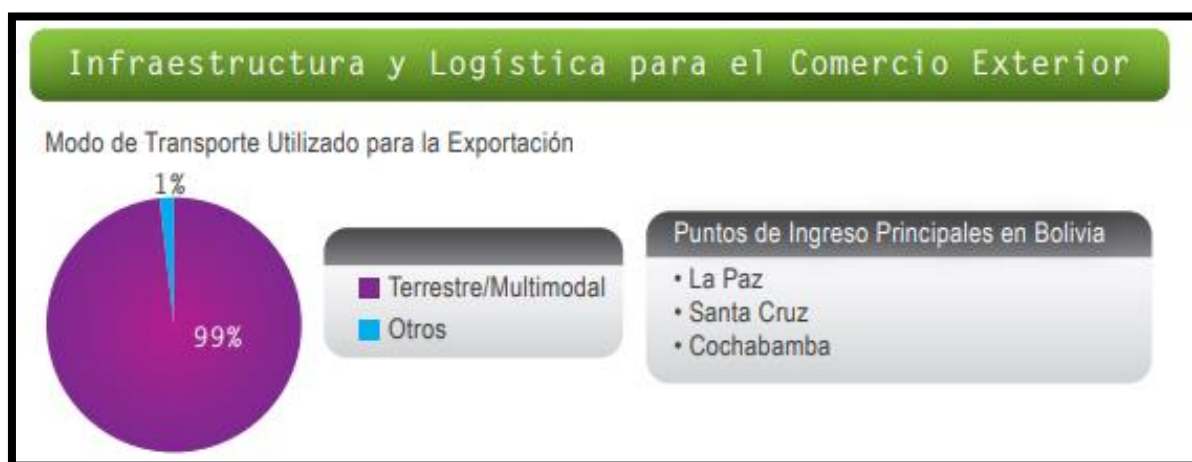 Infraestructura y Logística para el Comercio Exterior
Modo de Transporte Utilizado para la Exportación
1%
99%
Terrestre/Multimodal
Otros
Puntos de Ingreso Principales en Bolivia
• La Paz
• Santa Cruz
• Cochabamba